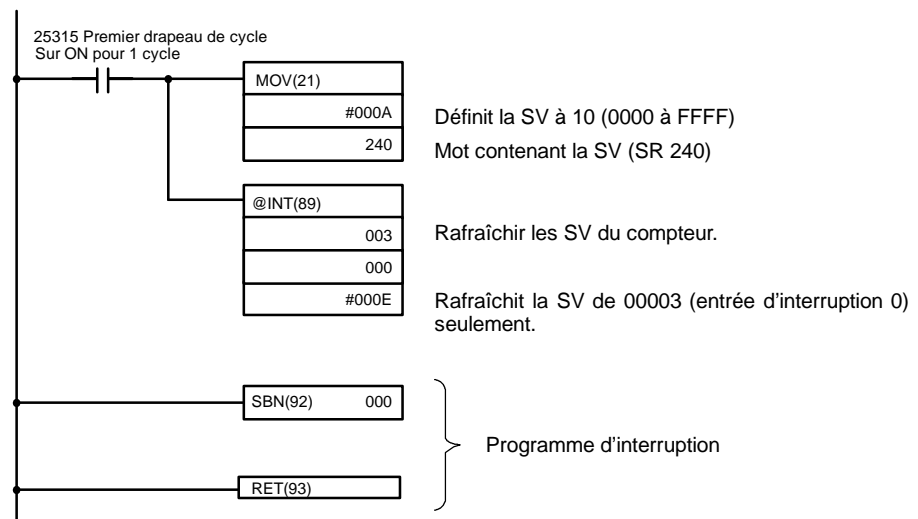 25315 Premier drapeau de cycle
Sur ON pour 1 cycle
MOV(21)
#000A
Définit la SV à 10 (0000 à FFFF)
240
Mot contenant la SV (SR 240)
@INT(89)
003
Rafraîchir les SV du compteur.
000
#000E
Rafraîchit la SV de 00003 (entrée d'interruption 0)
seulement.
SBN(92) 000
Programme d'interruption
RET(93)